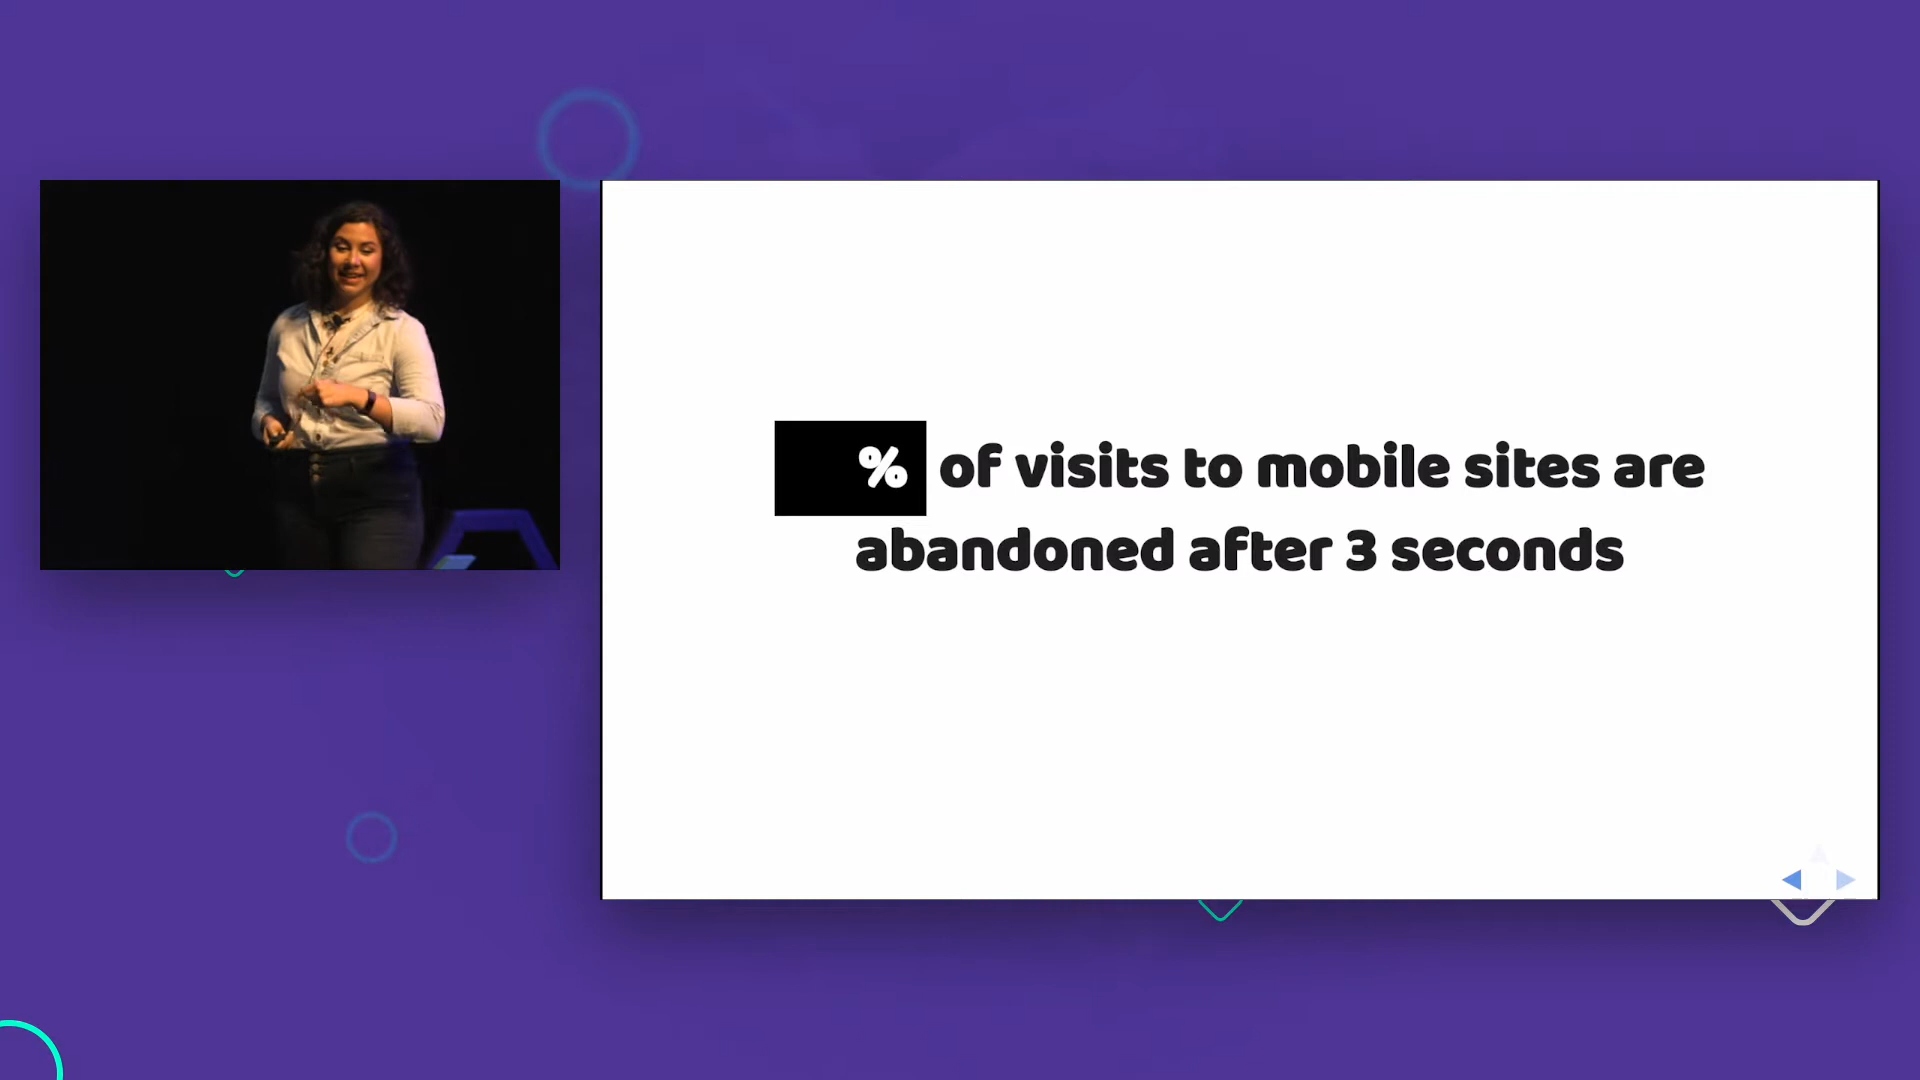 % of visits to mobile sites are
abandoned after 3 seconds